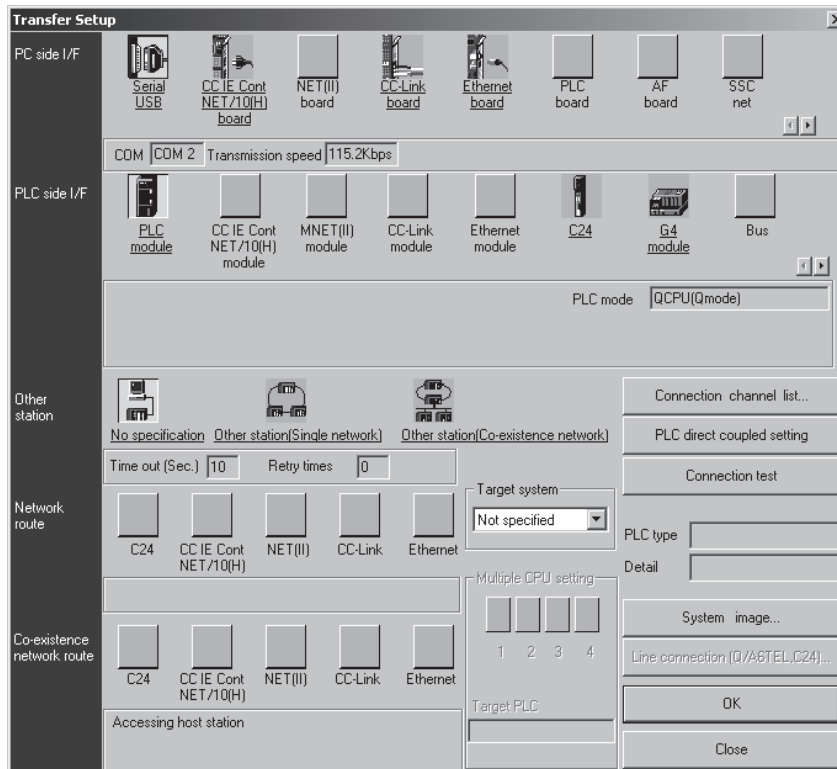 Transfer Setup
PC side I/F
Serial USB
CC IE Cont NET/10(H) board
NET(II) board
CC-Link board
Ethernet board
PLC board
AF board
SSC net
COM COM 2 Transmission speed 115.2Kbps
PLC side I/F
PLC module
CC IE Cont NET/10(H) module
MNET(II) module
CC-Link module
Ethernet module
C24
G4 module
Bus
PLC mode QCPU(Qmode)
Other station
No specification
Other station(Single network)
Other station(Co-existence network)
Time out (Sec.) 10 Retry times 0
Network route
C24
CC IE Cont NET/10(H)
NET(II)
CC-Link
Ethernet
Co-existence network route
C24
CC IE Cont NET/10(H)
NET(II)
CC-Link
Ethernet
Accessing host station
Target system
Not specified
Multiple CPU setting
1 2 3 4
Target PLC
Connection channel list...
PLC direct coupled setting
Connection test
PLC type
Detail
System image...
Line connection (Q/A6TEL,C24)...
OK
Close